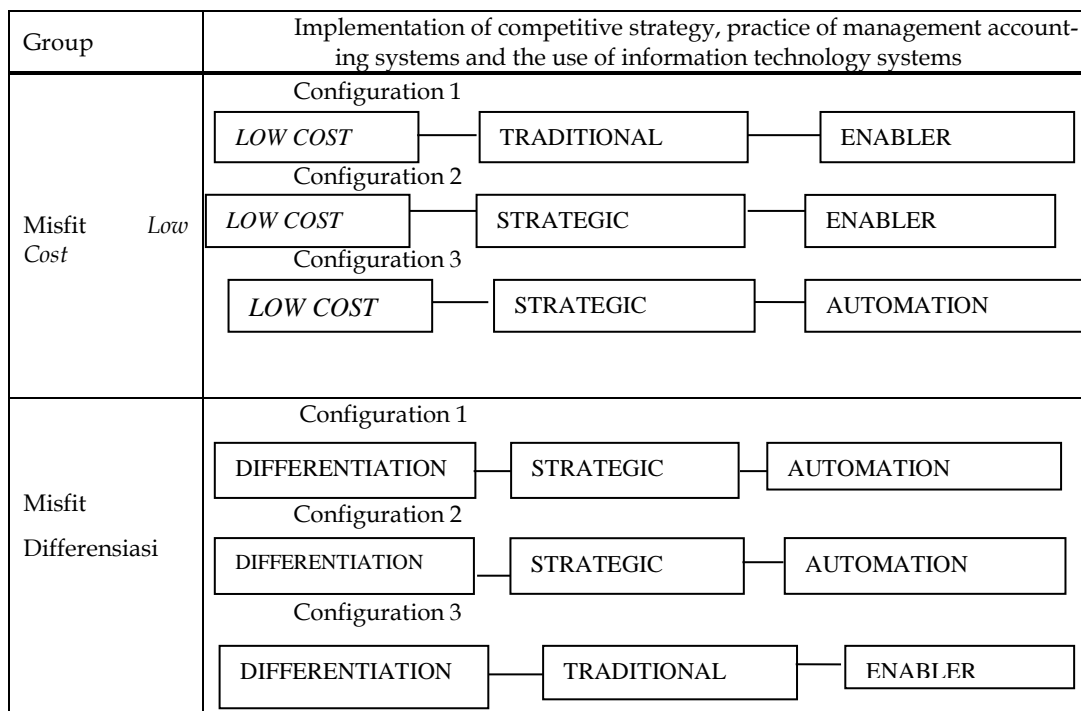 Group
Implementation of competitive strategy, practice of management account-
ing systems and the use of information technology systems
Misfit Low
Cost
Configuration 1
LOW COST TRADITIONAL ENABLER
Configuration 2
LOW COST STRATEGIC ENABLER
Configuration 3
LOW COST STRATEGIC AUTOMATION
Misfit
Differensiasi
Configuration 1
DIFFERENTIATION STRATEGIC AUTOMATION
Configuration 2
DIFFERENTIATION STRATEGIC AUTOMATION
Configuration 3
DIFFERENTIATION TRADITIONAL ENABLER